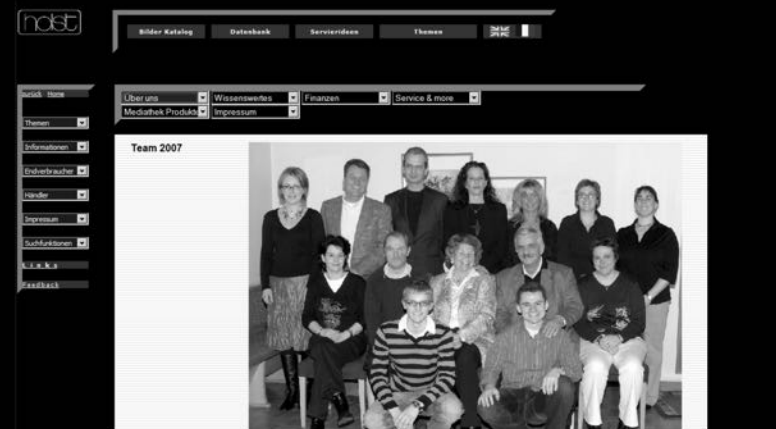 holst
Bilder Katalog
Datenbank
Servierideen
Themen
zurück Home
Über uns
Wissenswertes
Finanzen
Service & more
Mediathek Produkte
Impressum
Themen
Informationen
Endverbraucher
Händler
Impressum
Suchfunktionen
Links
Feedback
Team 2007